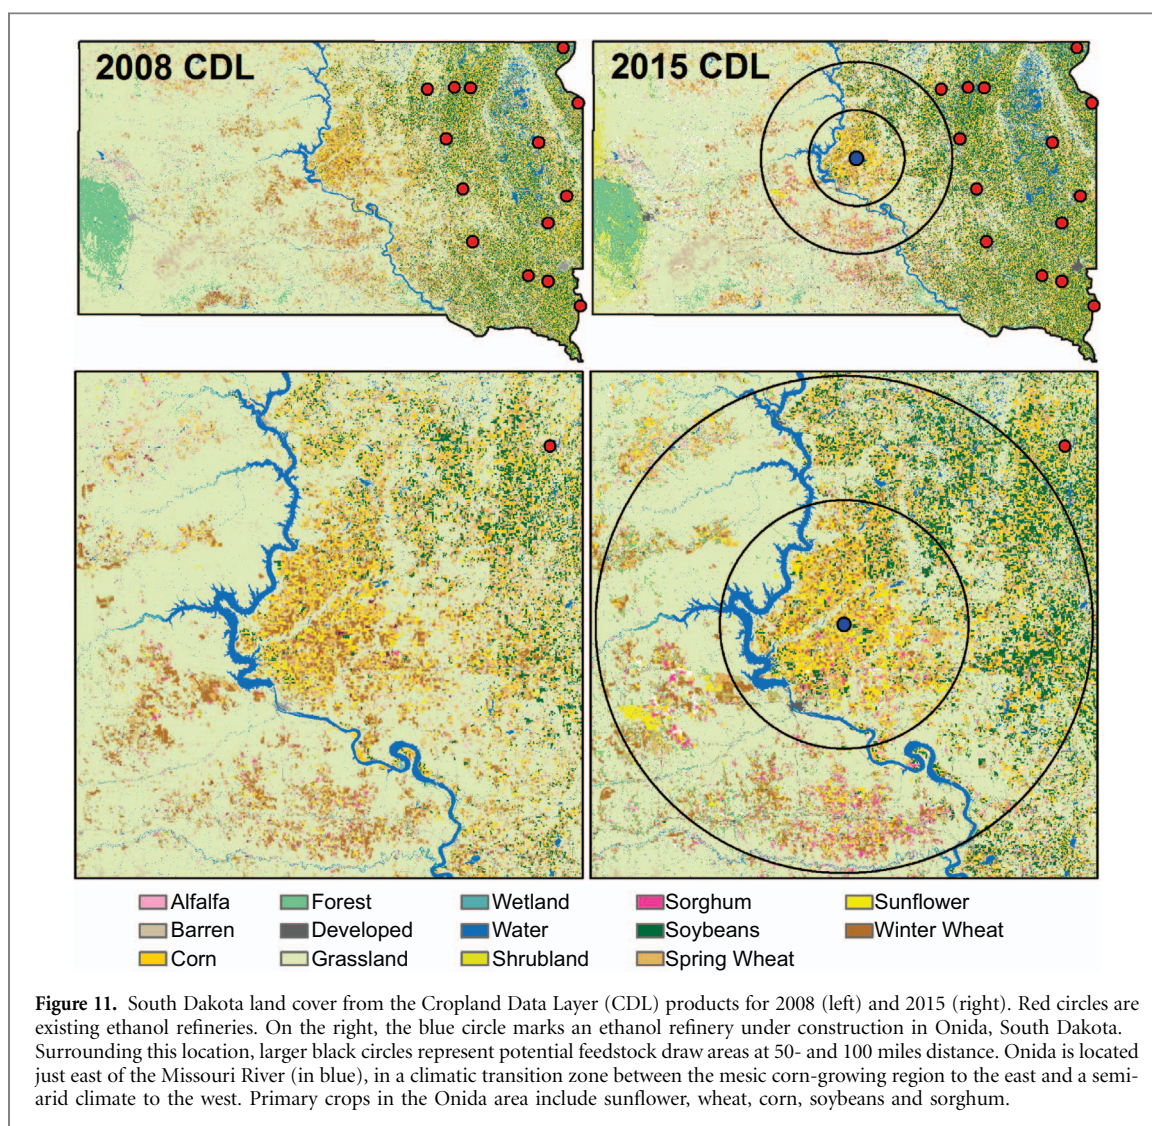 2008 CDL
2015 CDL
Alfalfa
Forest
Wetland
Sorghum
Sunflower
Barren
Developed
Water
Soybeans
Winter Wheat
Corn
Grassland
Shrubland
Spring Wheat
Figure 11. South Dakota land cover from the Cropland Data Layer (CDL) products for 2008 (left) and 2015 (right). Red circles are
existing ethanol refineries. On the right, the blue circle marks an ethanol refinery under construction in Onida, South Dakota.
Surrounding this location, larger black circles represent potential feedstock draw areas at 50- and 100 miles distance. Onida is located
just east of the Missouri River (in blue), in a climatic transition zone between the mesic corn-growing region to the east and a semi-
arid climate to the west. Primary crops in the Onida area include sunflower, wheat, corn, soybeans and sorghum.